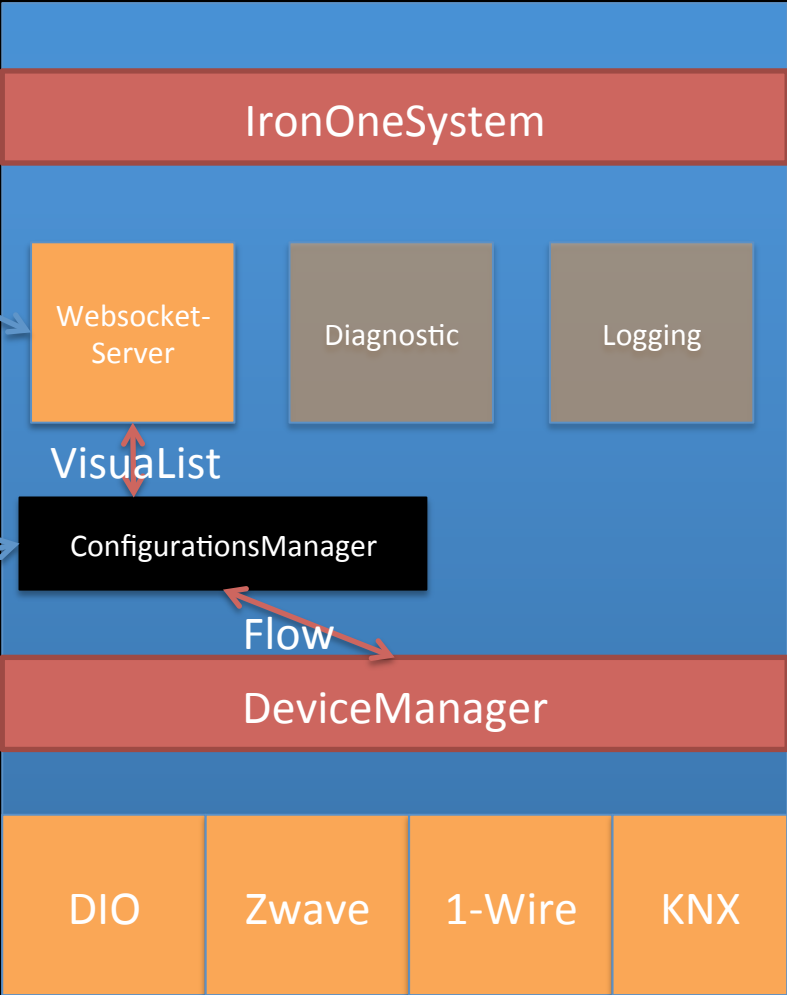 IronOneSystem
Websocket-
Server
Diagnostic
Logging
VisuaList
ConfigurationsManager
Flow
DeviceManager
DIO
Zwave
1-Wire
KNX